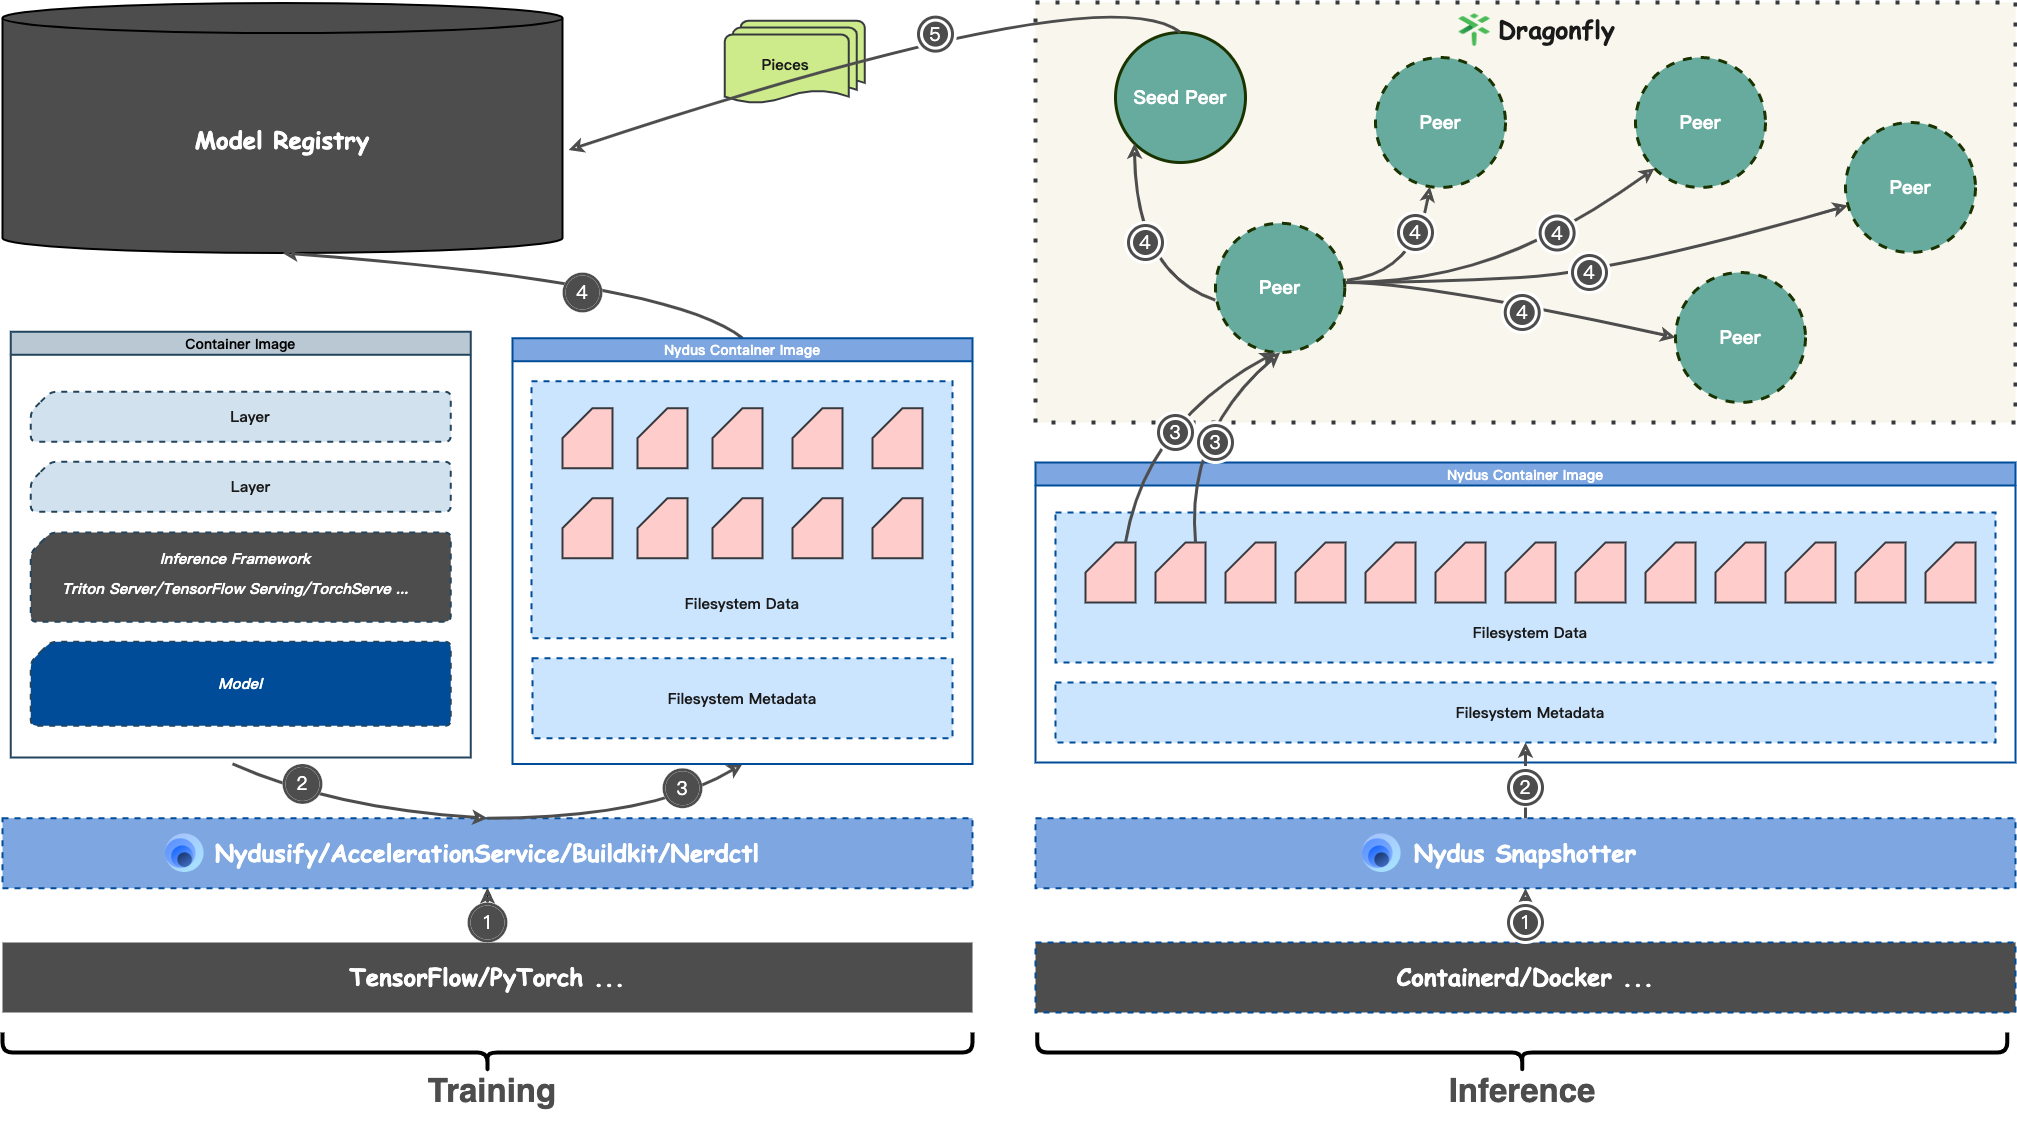 Model Registry
Pieces
5
4
Container Image
Layer
Layer
Inference Framework
Triton Server/TensorFlow Serving/TorchServe ...
Model
Nydus Container Image
Filesystem Data
Filesystem Metadata
2
3
Nydusify/AccelerationService/Buildkit/Nerdctl
1
TensorFlow/PyTorch ...
Training
Dragonfly
Seed Peer
Peer
Peer
Peer
Peer
Peer
4
4
4
4
4
3
3
Nydus Container Image
Filesystem Data
Filesystem Metadata
2
Nydus Snapshotter
1
Containerd/Docker ...
Inference